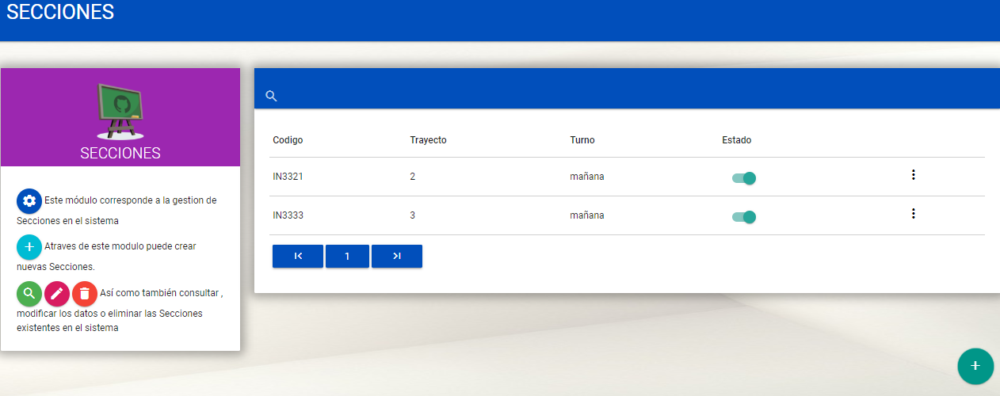 SECCIONES
SECCIONES
Este módulo corresponde a la gestion de
Secciones en el sistema
Atraves de este modulo puede crear
nuevas Secciones.
Así como también consultar ,
modificar los datos o eliminar las Secciones
existentes en el sistema
Codigo Trayecto Turno Estado
IN3321 2 mañana
IN3333 3 mañana
1